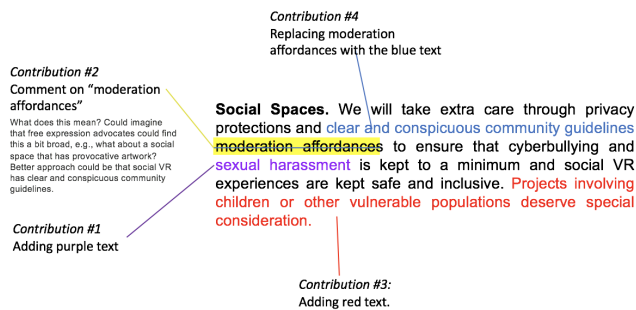 Contribution #4
Replacing moderation
affordances with the blue text
Contribution #2
Comment on “moderation
affordances”
What does this mean? Could imagine
that free expression advocates could find
this a bit broad, e.g., what about a social
space that has provocative artwork?
Better approach could be that social VR
has clear and conspicuous community
guidelines.
Contribution #1
Adding purple text
Social Spaces. We will take extra care through privacy
protections and clear and conspicuous community guidelines
moderation affordances to ensure that cyberbullying and
sexual harassment is kept to a minimum and social VR
experiences are kept safe and inclusive. Projects involving
children or other vulnerable populations deserve special
consideration.
Contribution #3:
Adding red text.